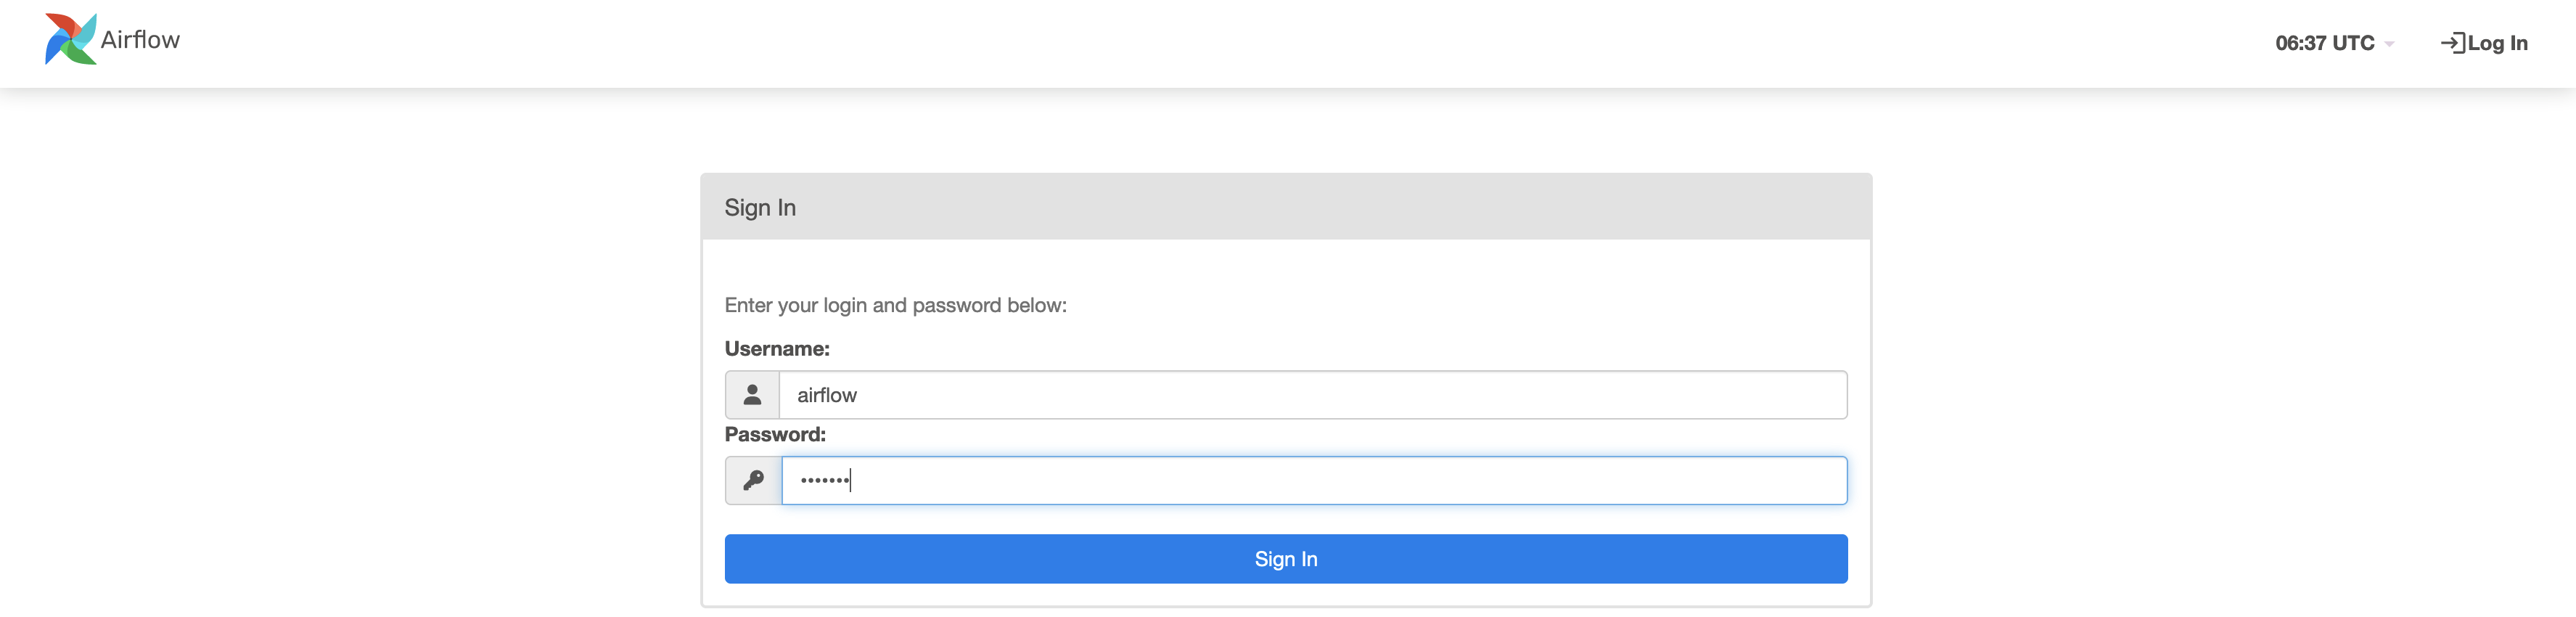 Airflow
06:37 UTC
Log In
Sign In
Enter your login and password below:
Username:
airflow
Password:
•••••••
Sign In